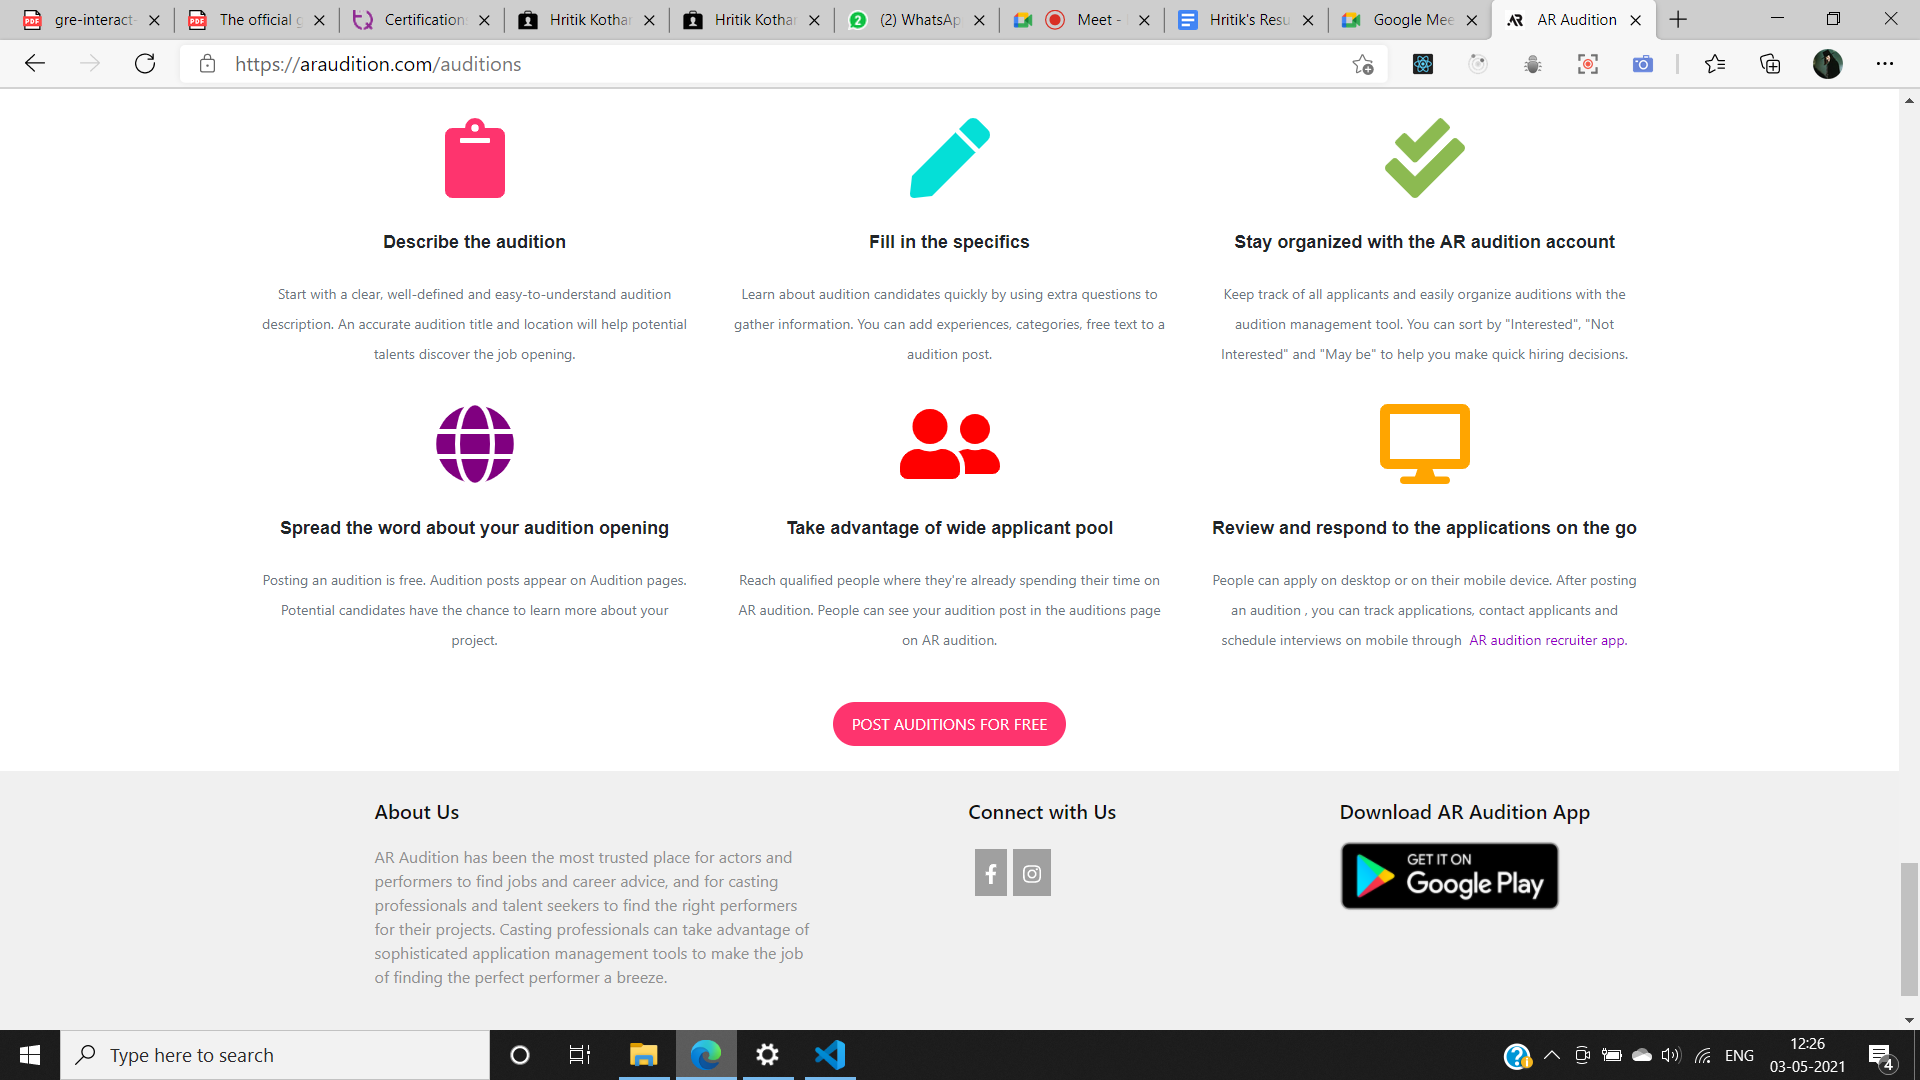 gre-interact-
The official g
Certification
Hritik Kothar
Hritik Kothar
(2) WhatsAp
Meet -
Hritik's Resu
Google Mee
AR Audition
https://araudition.com/auditions
Describe the audition
Start with a clear, well-defined and easy-to-understand audition
description. An accurate audition title and location will help potential
talents discover the job opening.
Fill in the specifics
Learn about audition candidates quickly by using extra questions to
gather information. You can add experiences, categories, free text to a
audition post.
Stay organized with the AR audition account
Keep track of all applicants and easily organize auditions with the
audition management tool. You can sort by "Interested", "Not
Interested" and "May be" to help you make quick hiring decisions.
Spread the word about your audition opening
Posting an audition is free. Audition posts appear on Audition pages.
Potential candidates have the chance to learn more about your
project.
Take advantage of wide applicant pool
Reach qualified people where they're already spending their time on
AR audition. People can see your audition post in the auditions page
on AR audition.
Review and respond to the applications on the go
People can apply on desktop or on their mobile device. After posting
an audition , you can track applications, contact applicants and
schedule interviews on mobile through AR audition recruiter app.
POST AUDITIONS FOR FREE
About Us
AR Audition has been the most trusted place for actors and
performers to find jobs and career advice, and for casting
professionals and talent seekers to find the right performers
for their projects. Casting professionals can take advantage of
sophisticated application management tools to make the job
of finding the perfect performer a breeze.
Connect with Us
Download AR Audition App
GET IT ON
Google Play
Type here to search
ENG
12:26
03-05-2021
4